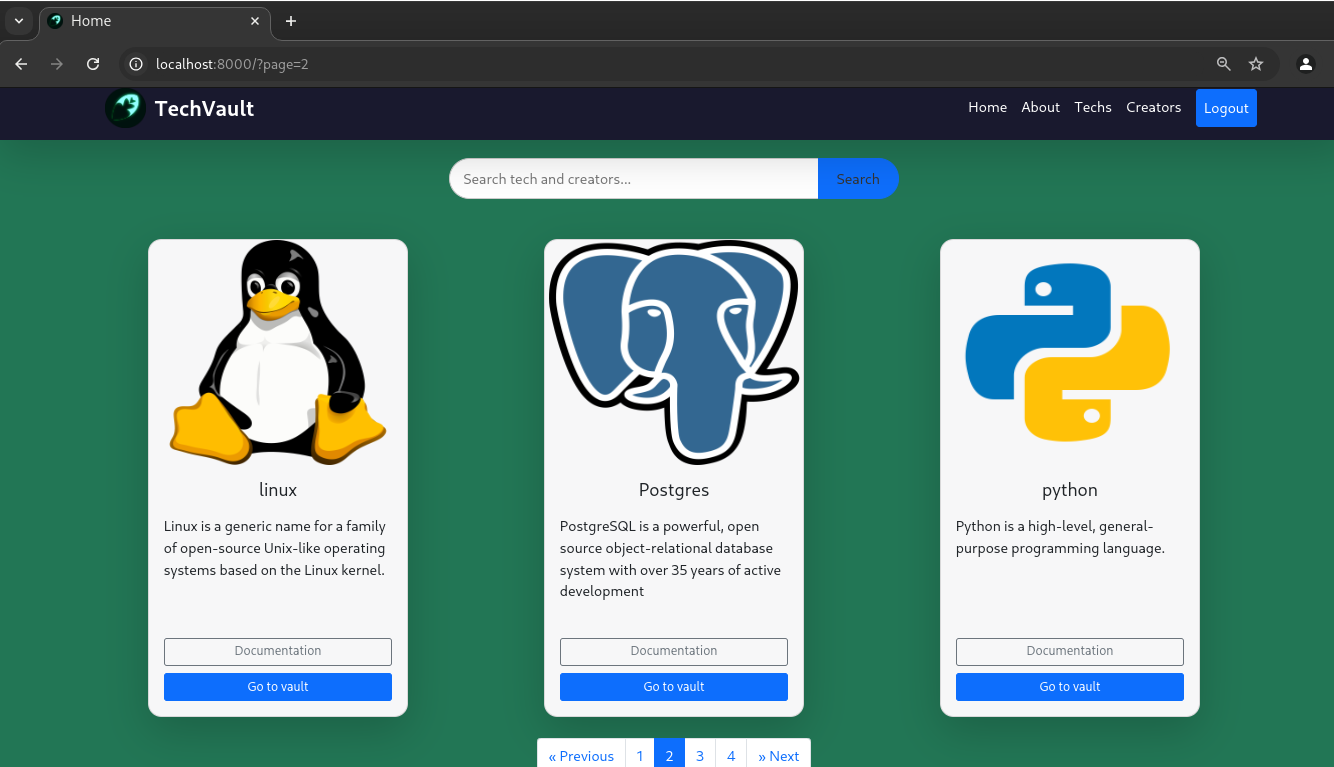 Home
localhost:8000/?page=2
TechVault
Home About Techs Creators Logout
Search tech and creators... Search
linux
Linux is a generic name for a family
of open-source Unix-like operating
systems based on the Linux kernel.
Documentation
Go to vault
Postgres
PostgreSQL is a powerful, open
source object-relational database
system with over 35 years of active
development
Documentation
Go to vault
python
Python is a high-level, general-
purpose programming language.
Documentation
Go to vault
« Previous 1 2 3 4 » Next